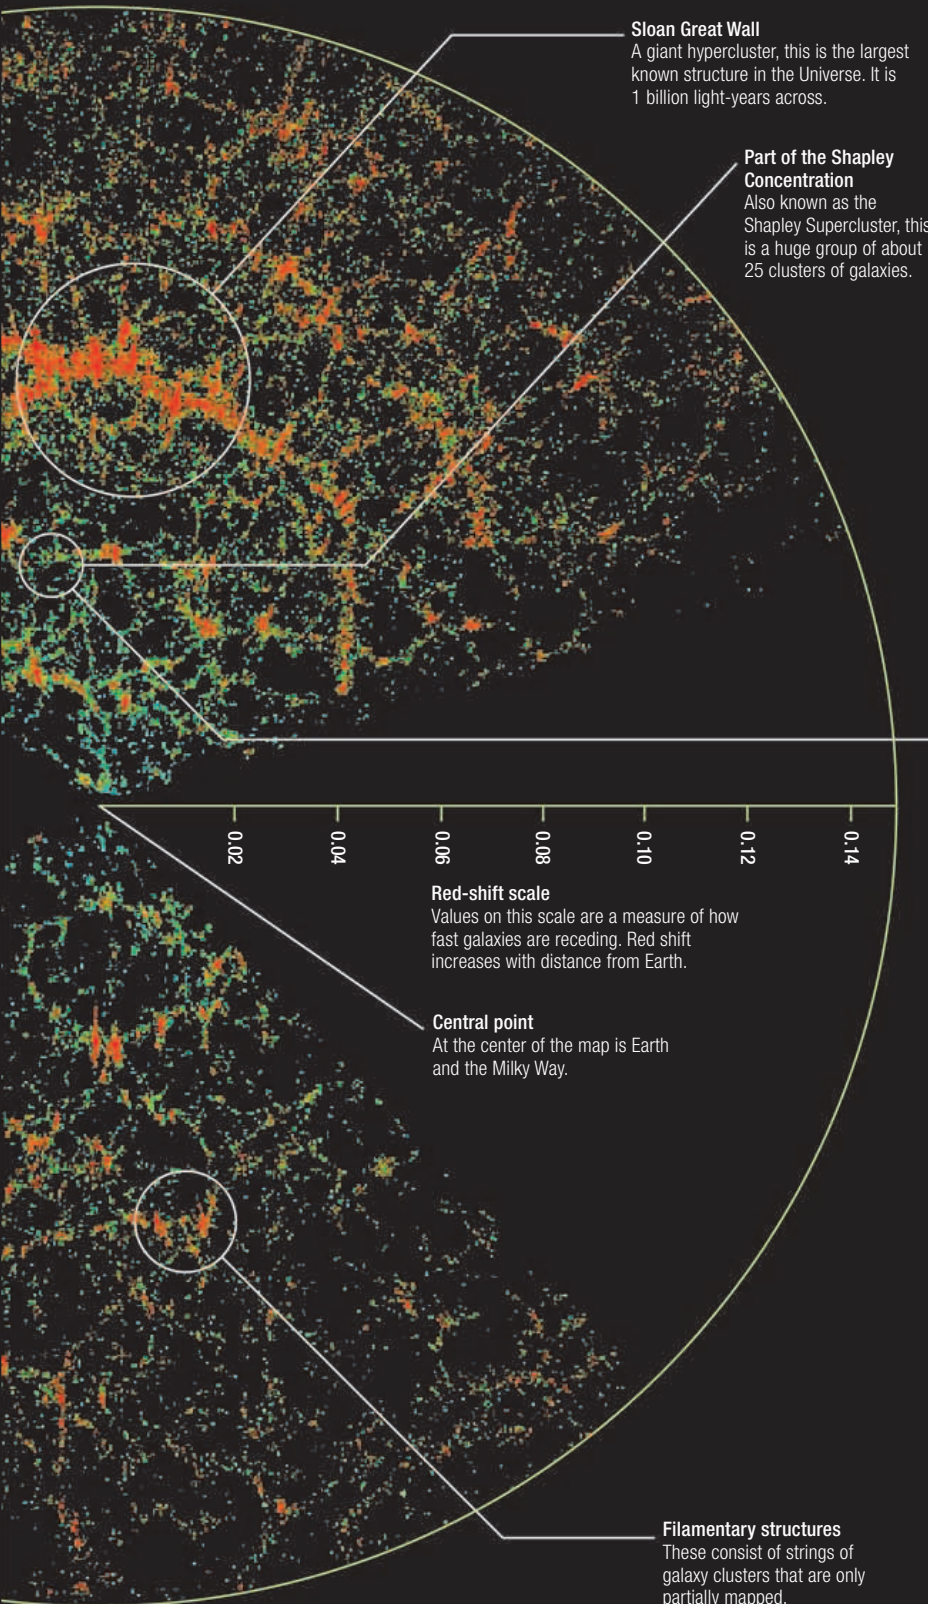 Sloan Great Wall
A giant hypercluster, this is the largest
known structure in the Universe. It is
1 billion light-years across.
Part of the Shapley
Concentration
Also known as the
Shapley Supercluster, this
is a huge group of about
25 clusters of galaxies.
0.02
0.04
0.06
0.08
0.10
0.12
0.14
Red-shift scale
Values on this scale are a measure of how
fast galaxies are receding. Red shift
increases with distance from Earth.
Central point
At the center of the map is Earth
and the Milky Way.
Filamentary structures
These consist of strings of
galaxy clusters that are only
partially mapped.